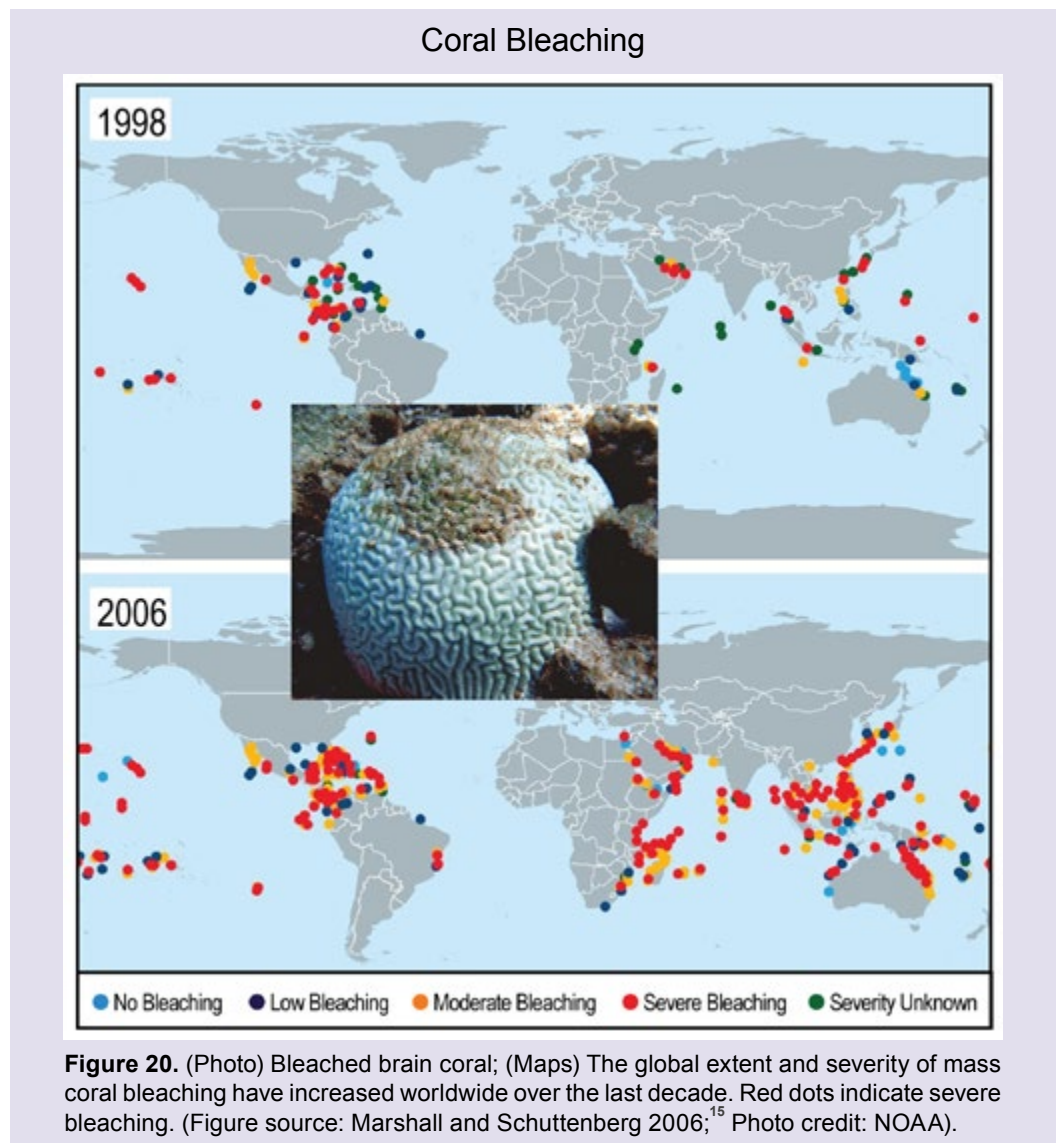 Coral Bleaching
1998
2006
No Bleaching Low Bleaching Moderate Bleaching Severe Bleaching Severity Unknown
Figure 20. (Photo) Bleached brain coral; (Maps) The global extent and severity of mass
coral bleaching have increased worldwide over the last decade. Red dots indicate severe
bleaching. (Figure source: Marshall and Schuttenberg 2006;15 Photo credit: NOAA).